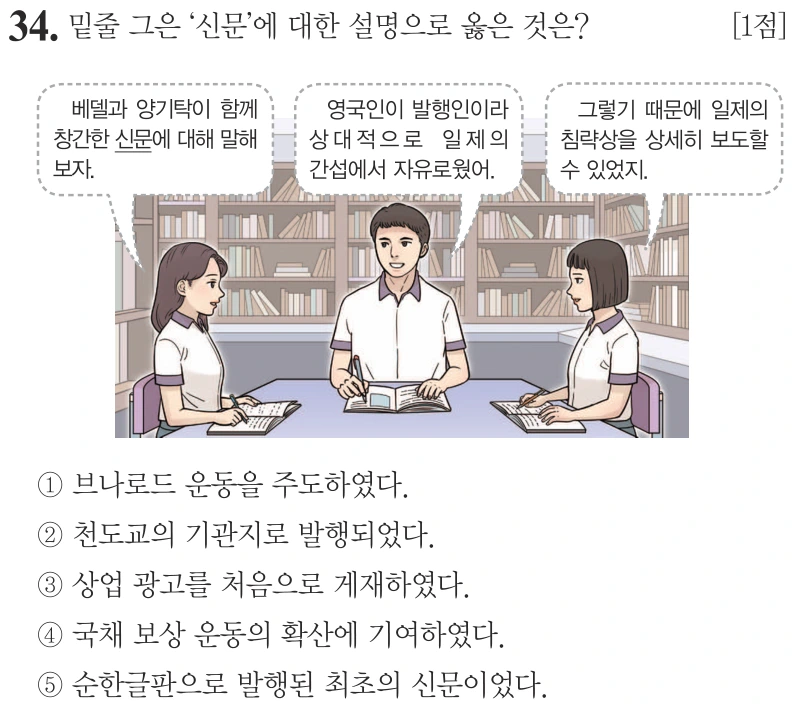 34. 밑줄 그은 ‘신문’에 대한 설명으로 옳은 것은? [1점]
베델과 양기탁이 함께
창간한 신문에 대해 말해
보자.
영국인이 발행인이라
상대적으로 일제의
간섭에서 자유로웠어.
그렇기 때문에 일제의
침략상을 상세히 보도할
수 있었지.
① 브나로드 운동을 주도하였다.
② 천도교의 기관지로 발행되었다.
③ 상업 광고를 처음으로 게재하였다.
④ 국채 보상 운동의 확산에 기여하였다.
⑤ 순한글판으로 발행된 최초의 신문이었다.